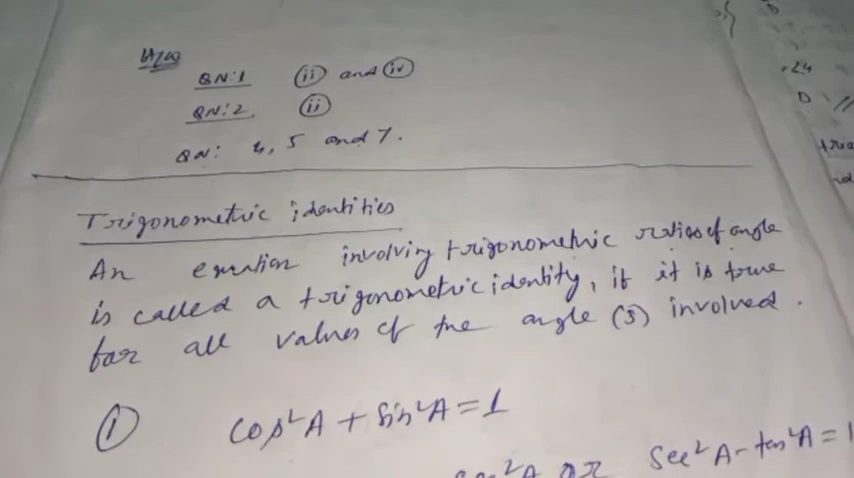 H/W
QN:1 (ii) and (iv)
QN:2 (ii)
QN: 4, 5 and 7.
Trigonometric identities
An equation involving trigonometric ratios of angle
is called a trigonometric identity, if it is true
for all values of the angle (s) involved.
(1) cos²A + sin²A = 1
sec²A - tan²A = 1